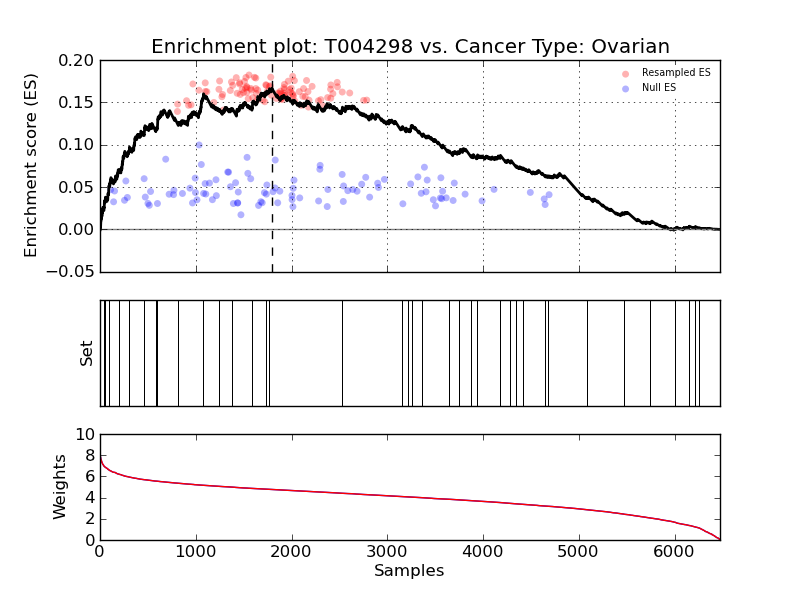 Enrichment plot: T004298 vs. Cancer Type: Ovarian
Enrichment score (ES)
0.20
0.15
0.10
0.05
0.00
−0.05
Resampled ES
Null ES
Set
Weights
10
8
6
4
2
0
0 1000 2000 3000 4000 5000 6000
Samples